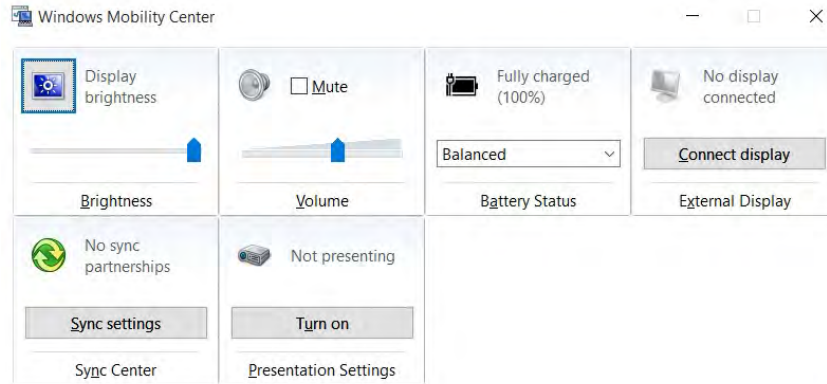 Windows Mobility Center
Display
brightness
Brightness
Mute
Volume
Fully charged
(100%)
Balanced
Battery Status
No display
connected
Connect display
External Display
No sync
partnerships
Sync settings
Sync Center
Not presenting
Turn on
Presentation Settings